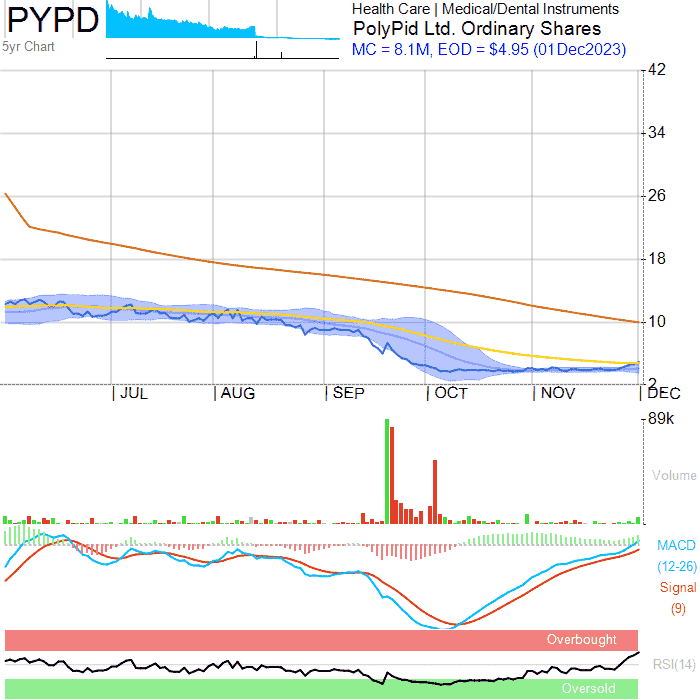 PYPD
5yr Chart
Health Care | Medical/Dental Instruments
PolyPid Ltd. Ordinary Shares
MC = 8.1M, EOD = $4.95 (01Dec2023)
42
34
26
18
10
2
JUL
AUG
SEP
OCT
NOV
DEC
89k
Volume
MACD
(12-26)
Signal
(9)
Overbought
RSI(14)
Oversold